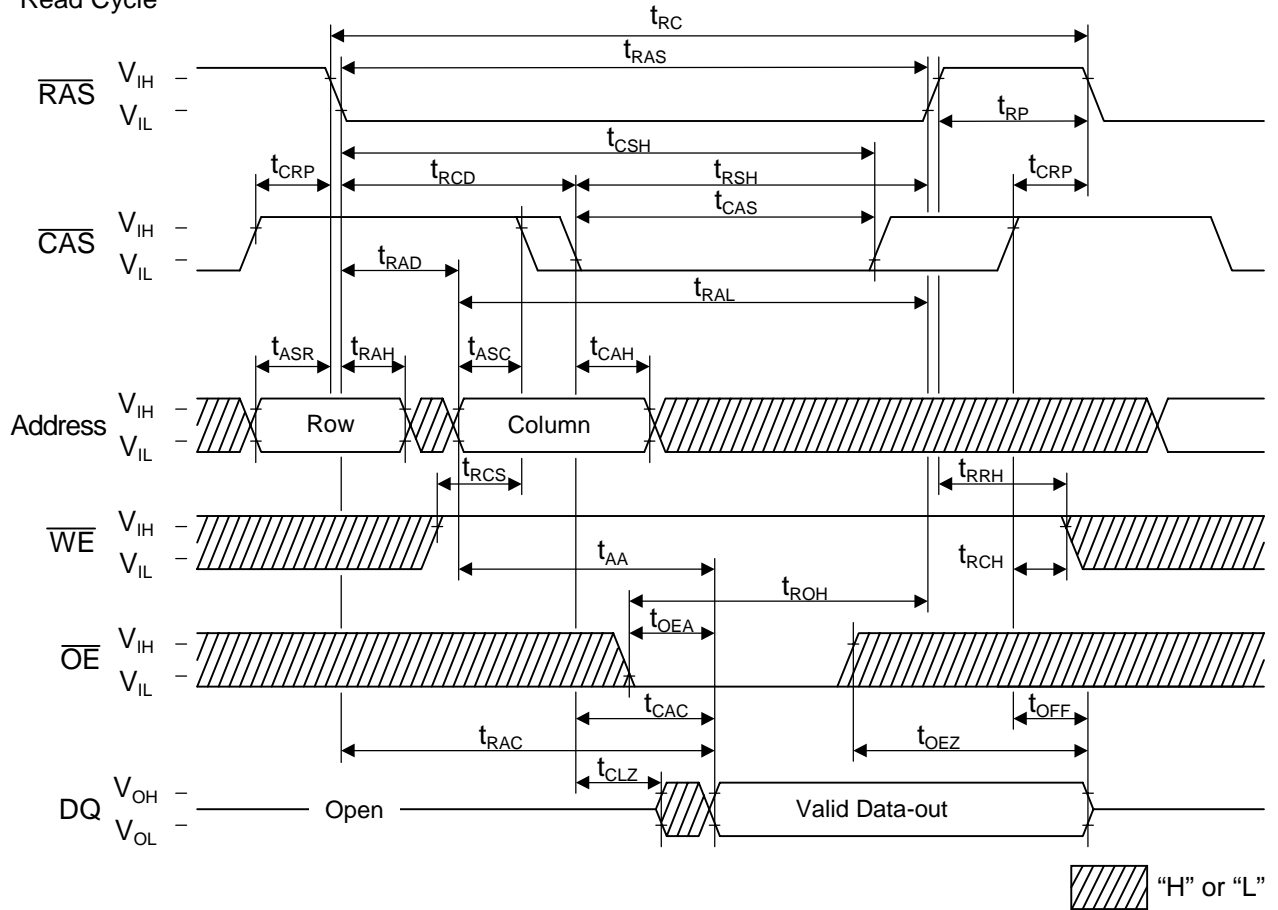 Read Cycle
tRC
tRAS
RAS
VIH
VIL
tRP
tCSH
tCRP
tRCD
tRSH
tCRP
tCAS
CAS
VIH
VIL
tRAD
tRAL
tASR
tRAH
tASC
tCAH
Address
VIH
VIL
Row
Column
tRCS
tRRH
WE
VIH
VIL
tAA
tRCH
tROH
tOEA
OE
VIH
VIL
tCAC
tOFF
tRAC
tOEZ
tCLZ
DQ
VOH
VOL
Open
Valid Data-out
“H” or “L”